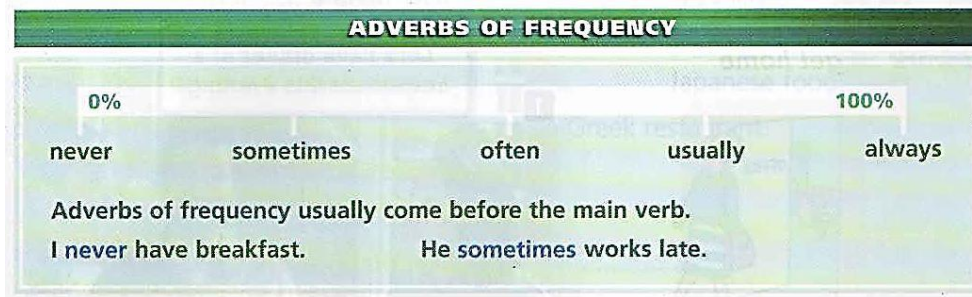 ADVERBS OF FREQUENCY
0% 100%
never sometimes often usually always
Adverbs of frequency usually come before the main verb.
I never have breakfast. He sometimes works late.